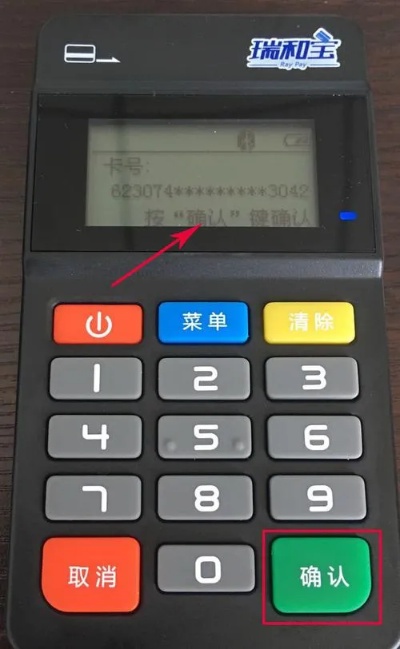 瑞和宝
Ray Pay
卡号:
623074*********3042
按“确认”键确认
菜单 清除
1 2 3
4 5 6
7 8 9
取消 0 确认